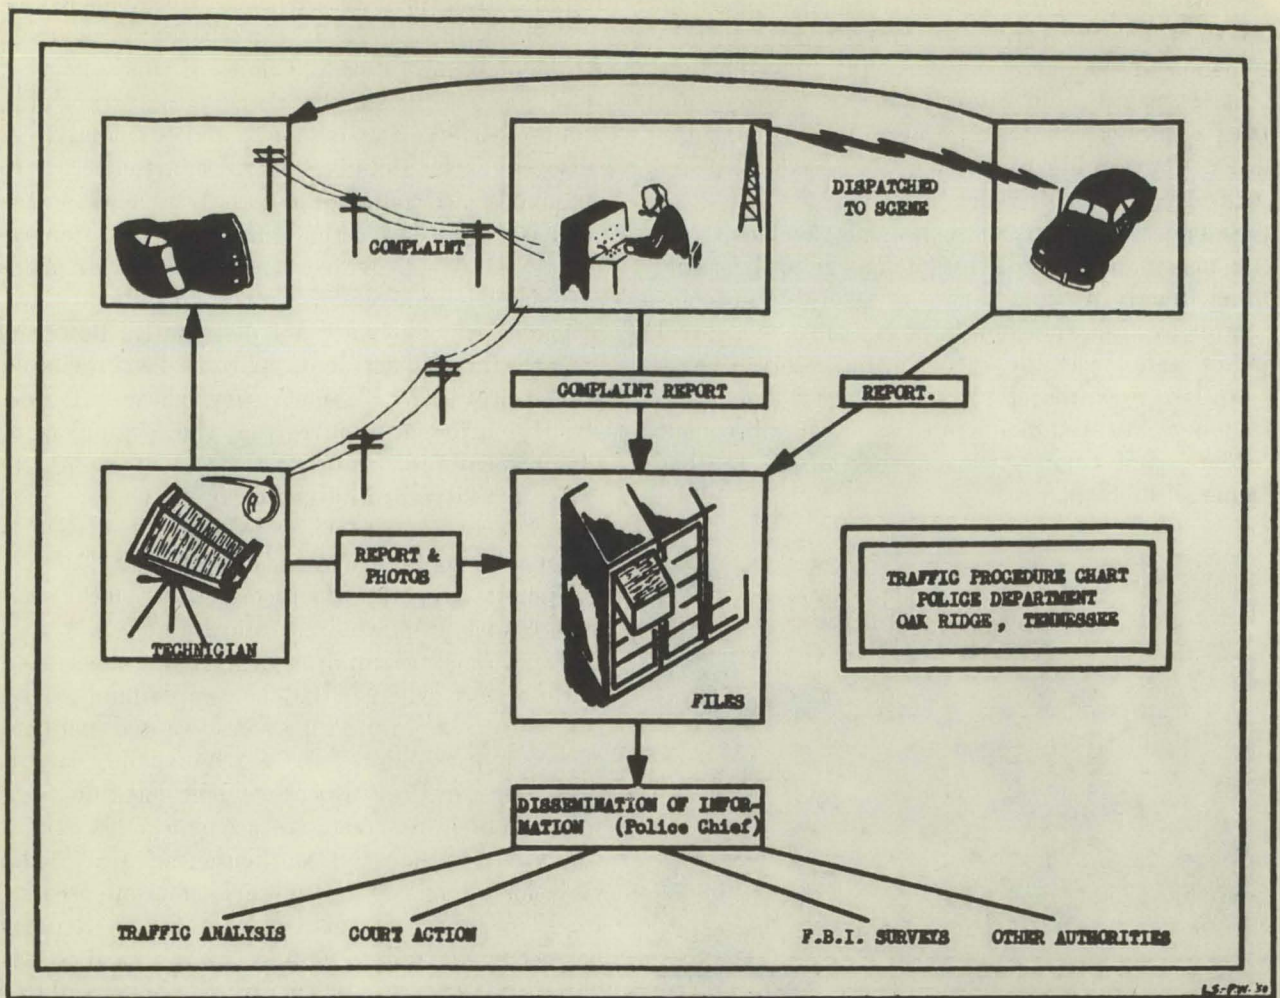 COMPLAINT
DISPATCHED
TO SCENE
COMPLAINT REPORT
REPORT.
REPORT &
PHOTOS
TECHNICIAN
FILES
TRAFFIC PROCEDURE CHART
POLICE DEPARTMENT
OAK RIDGE, TENNESSEE
DISSEMINATION OF INFOR-
MATION (Police Chief)
TRAFFIC ANALYSIS
COURT ACTION
F.B.I. SURVEYS
OTHER AUTHORITIES